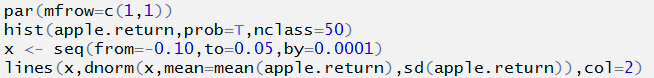 par(mfrow=c(1,1))
hist(apple.return,prob=T,nclass=50)
x <- seq(from=-0.10,to=0.05,by=0.0001)
lines(x,dnorm(x,mean=mean(apple.return),sd(apple.return)),col=2)